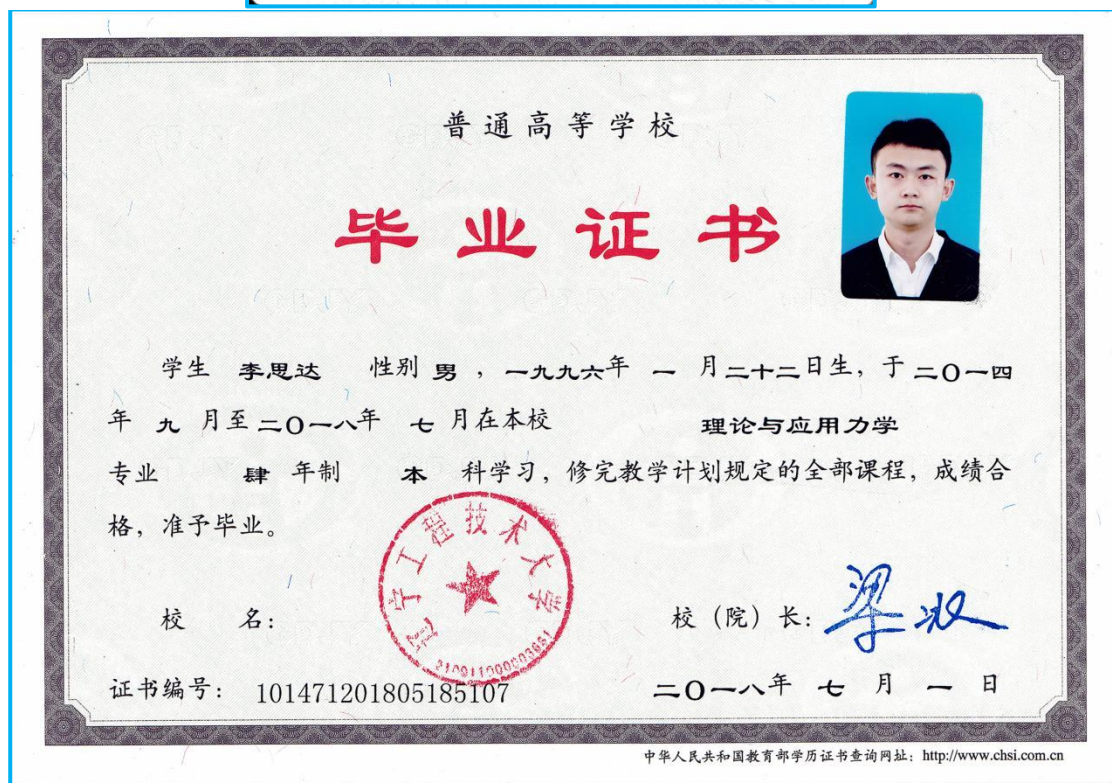 普通高等学校
毕业证书
学生 李思达 性别 男 ，一九九六年 一 月二十二日生，于二〇一四
年 九 月至二〇一八年 七 月在本校 理论与应用力学
专业 肆 年制 本 科学习，修完教学计划规定的全部课程，成绩合
格，准予毕业。
辽宁工程技术大学
校 名：
校（院）长：
证书编号： 101471201805185107
二〇一八年 七 月 一 日
中华人民共和国教育部学历证书查询网址：http://www.chsi.com.cn